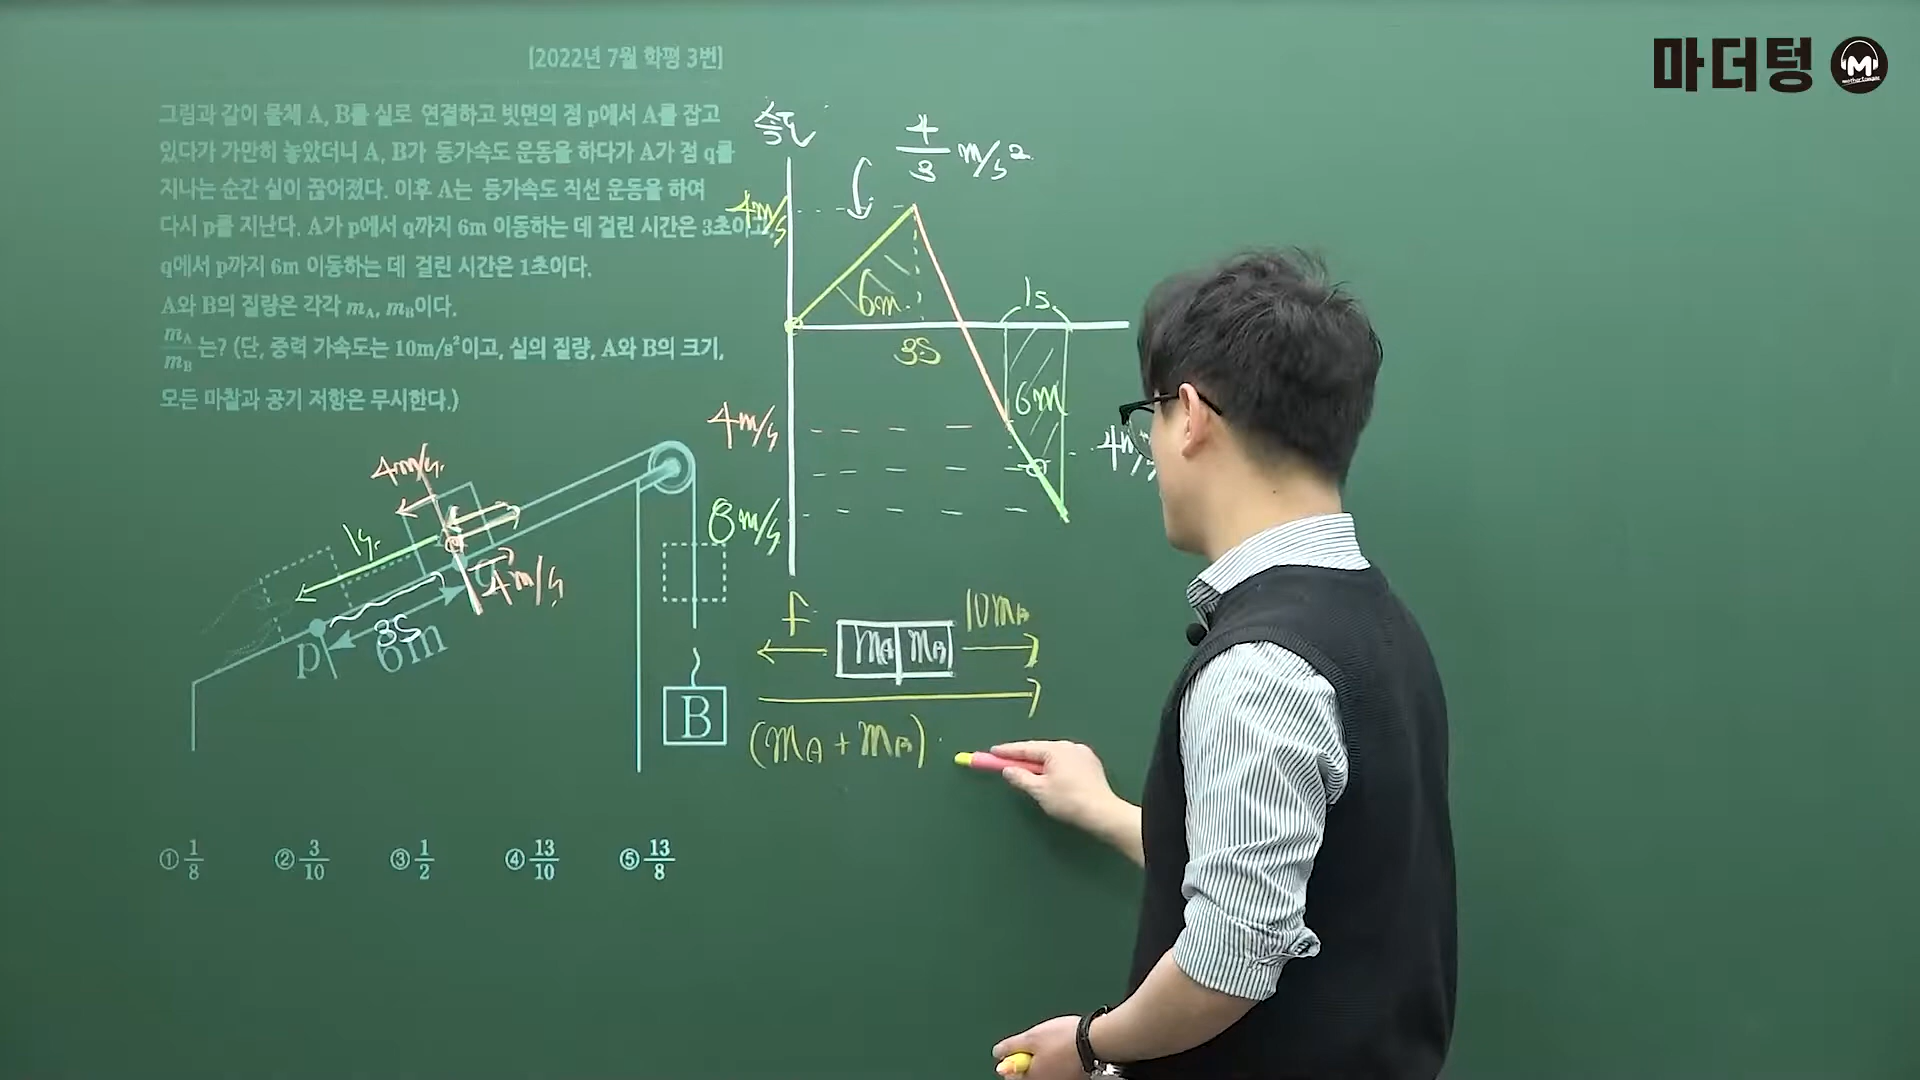 마더텅
[2022년 7월 학평 3번]
그림과 같이 물체 A, B를 실로 연결하고 빗면의 점 p에서 A를 잡고
있다가 가만히 놓았더니 A, B가 등가속도 운동을 하다가 A가 점 q를
지나는 순간 실이 끊어졌다. 이후 A는 등가속도 직선 운동을 하여
다시 p를 지난다. A가 p에서 q까지 6m 이동하는 데 걸린 시간은 3초이고,
q에서 p까지 6m 이동하는 데 걸린 시간은 1초이다.
A와 B의 질량은 각각 mA, mB이다.
mA/mB는? (단, 중력 가속도는 10m/s²이고, 실의 질량, A와 B의 크기,
모든 마찰과 공기 저항은 무시한다.)
4m/s
1s
4m/s
3S
p
6m
q
B
① 1/8 ② 3/10 ③ 1/2 ④ 13/10 ⑤ 13/8
속도
4/3 m/s²
4m/s
6m
3S
1s
6m
4m/s
8m/s
f
mA mB
(mA + mB)